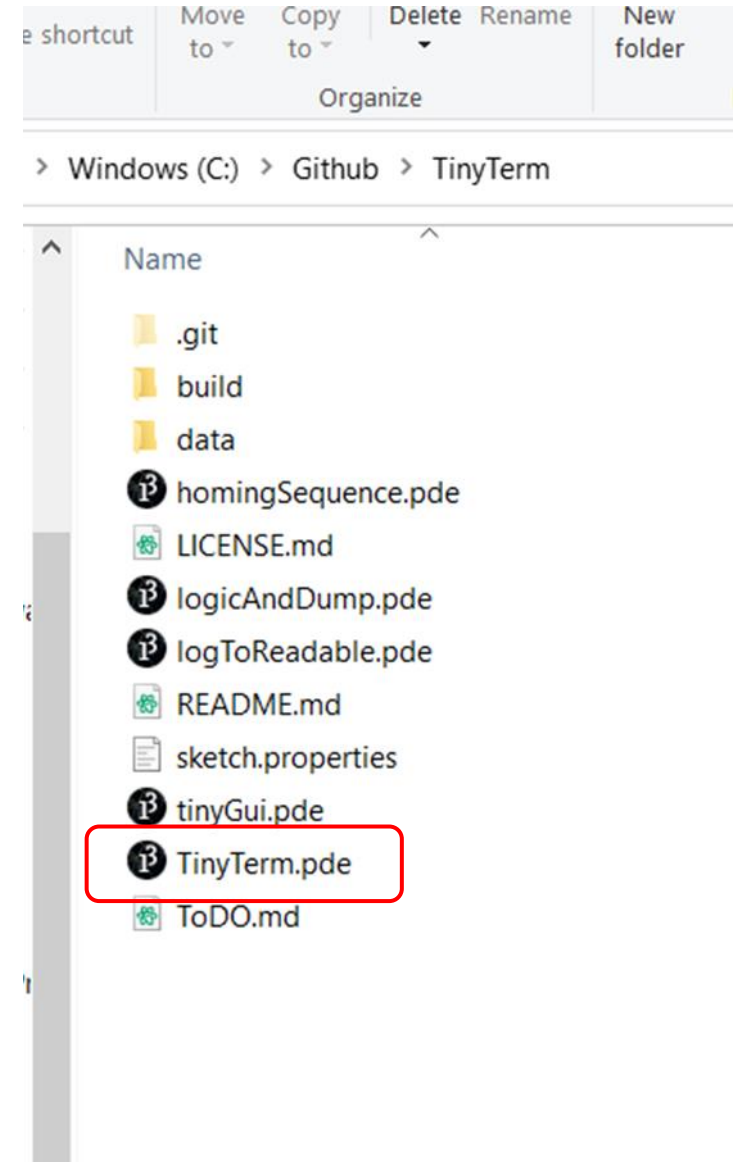 e shortcut
Move to
Copy to
Delete
Rename
New folder
Organize
> Windows (C:) > Github > TinyTerm
Name
.git
build
data
homingSequence.pde
LICENSE.md
logicAndDump.pde
logToReadable.pde
README.md
sketch.properties
tinyGui.pde
TinyTerm.pde
ToDO.md